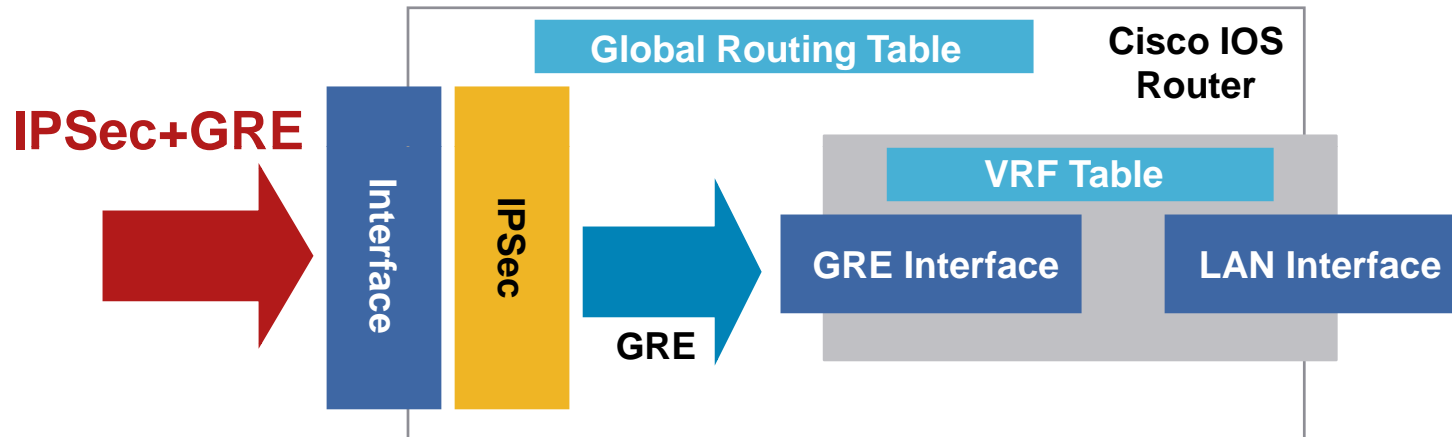 Global Routing Table
Cisco IOS
Router
IPSec+GRE
VRF Table
Interface
IPSec
GRE Interface
LAN Interface
GRE